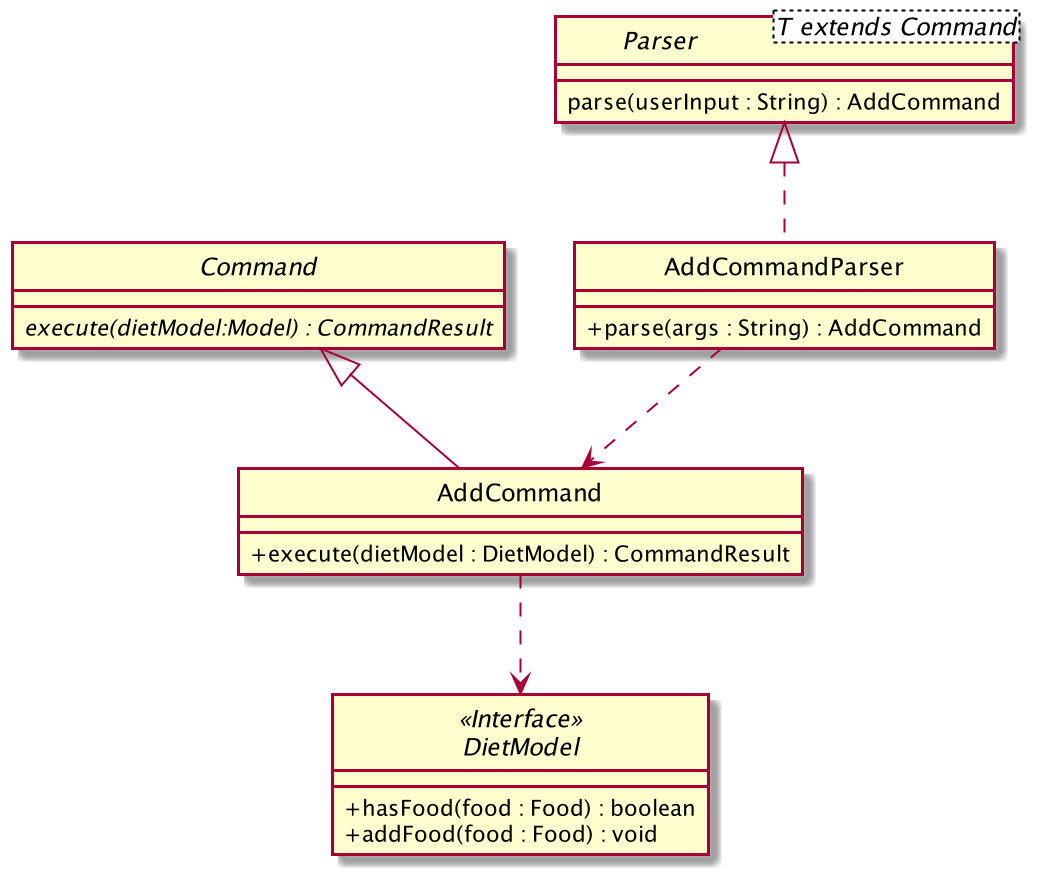 Parser
T extends Command
parse(userInput : String) : AddCommand
Command
execute(dietModel:Model) : CommandResult
AddCommandParser
+parse(args : String) : AddCommand
AddCommand
+execute(dietModel : DietModel) : CommandResult
«Interface»
DietModel
+hasFood(food : Food) : boolean
+addFood(food : Food) : void